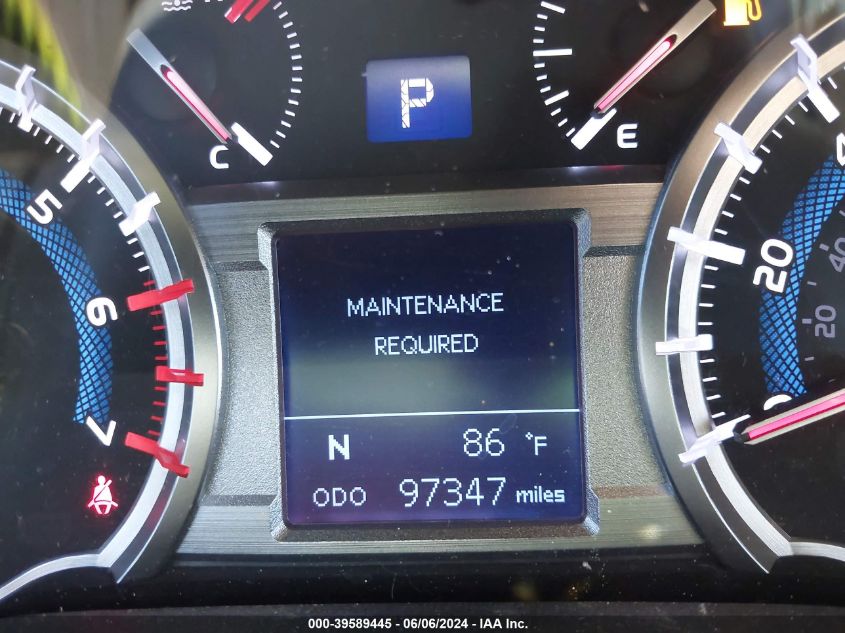 P
C
E
5
6
7
20
40
20
MAINTENANCE
REQUIRED
N 86 °F
ODO 97347 miles
000-39589445 - 06/06/2024 - IAA Inc.